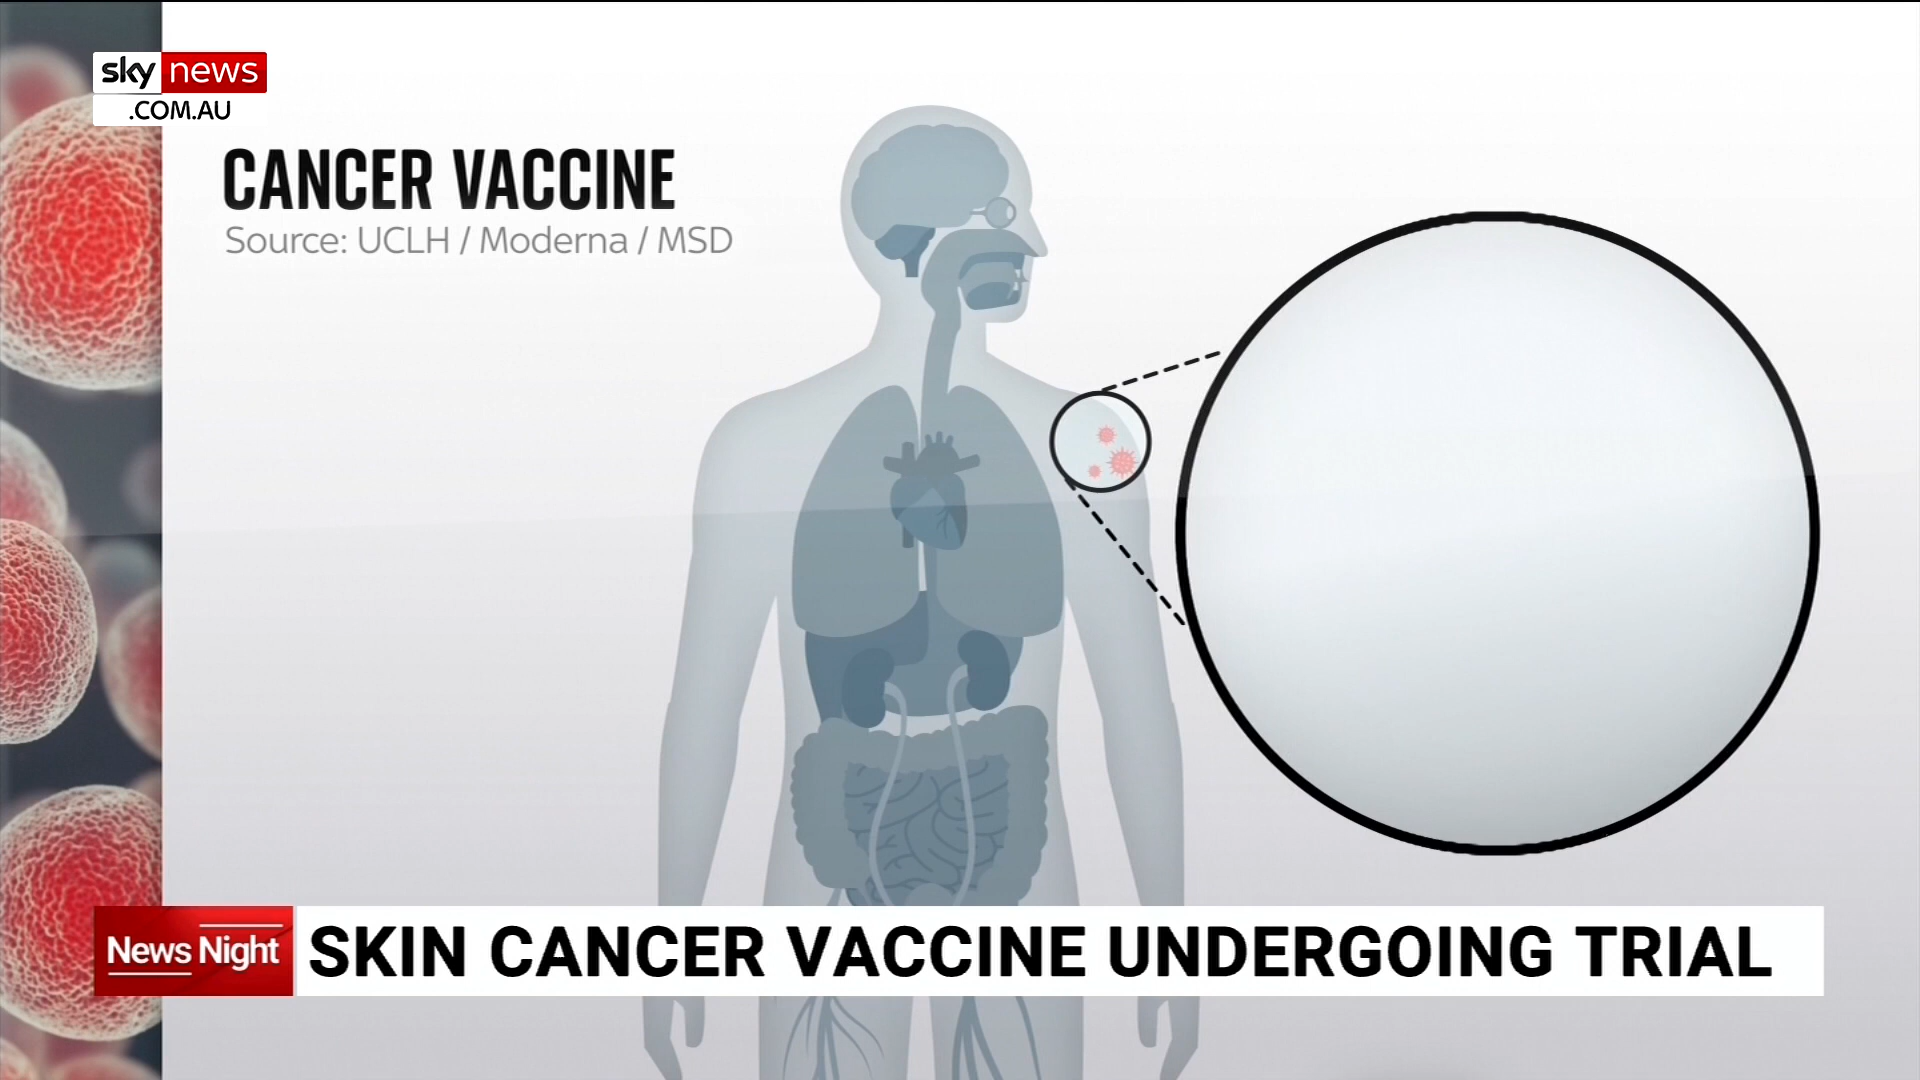 sky news
.COM.AU
CANCER VACCINE
Source: UCLH / Moderna / MSD
News Night
SKIN CANCER VACCINE UNDERGOING TRIAL